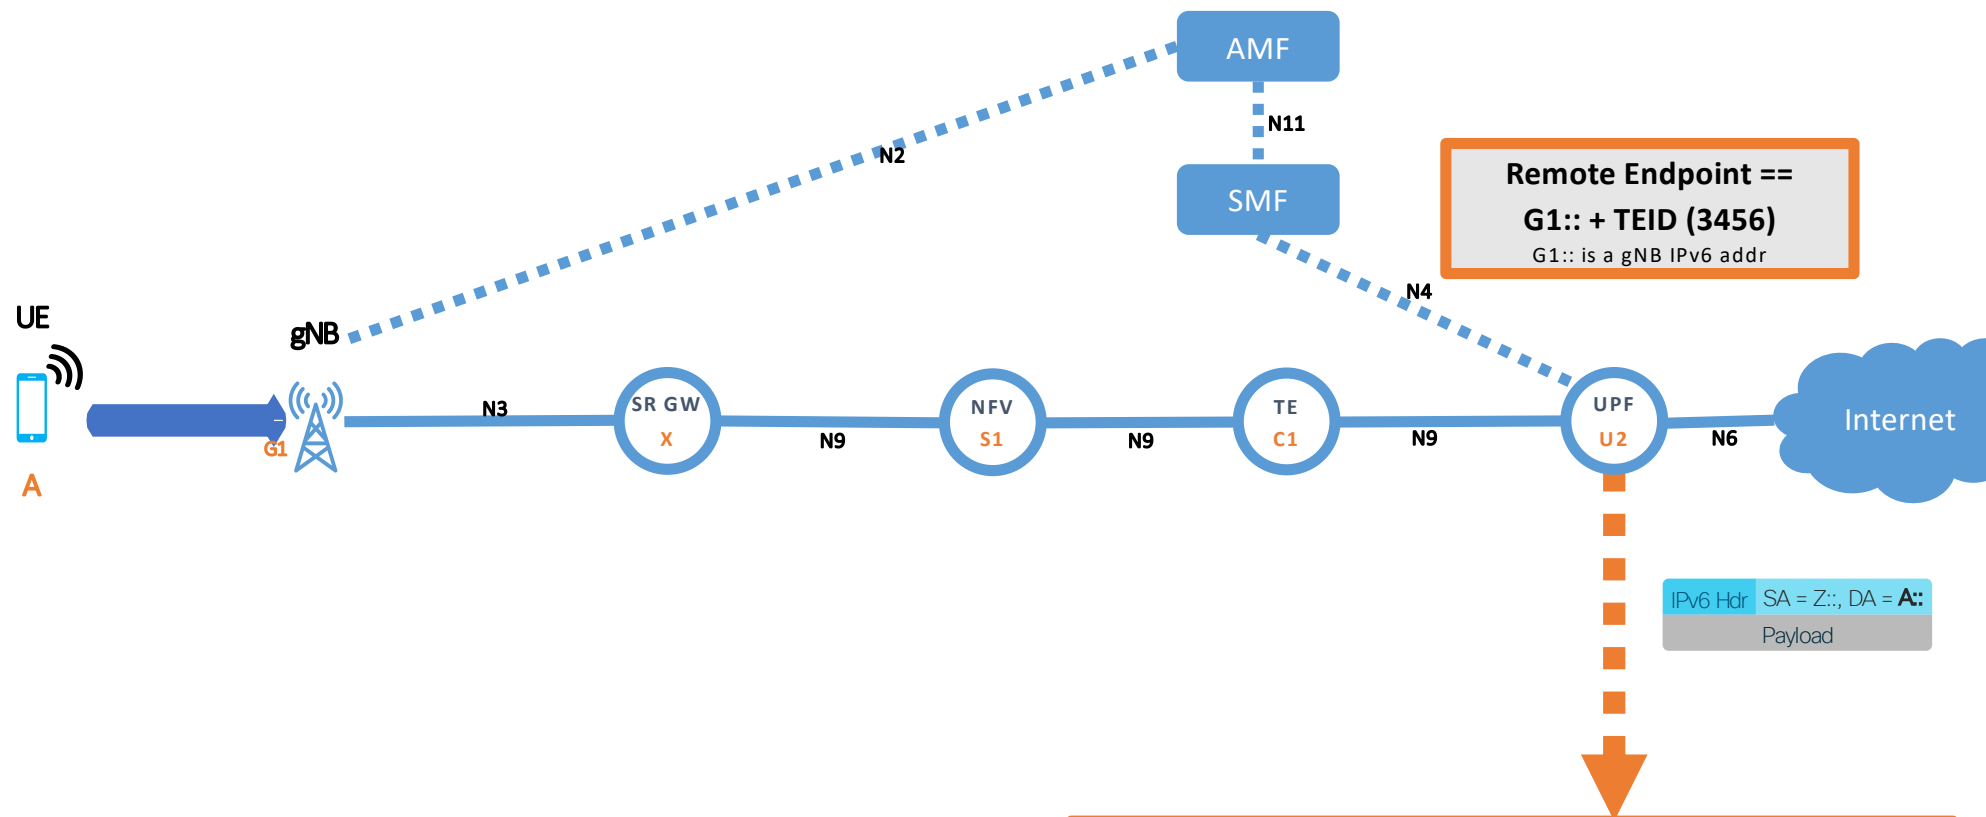 AMF
N11
N2
Remote Endpoint ==
G1:: + TEID (3456)
G1:: is a gNB IPv6 addr
SMF
N4
UE
gNB
A
G1
N3
SR GW
X
N9
NFV
S1
N9
TE
C1
N9
UPF
U2
N6
Internet
IPv6 Hdr SA = Z::, DA = A::
Payload